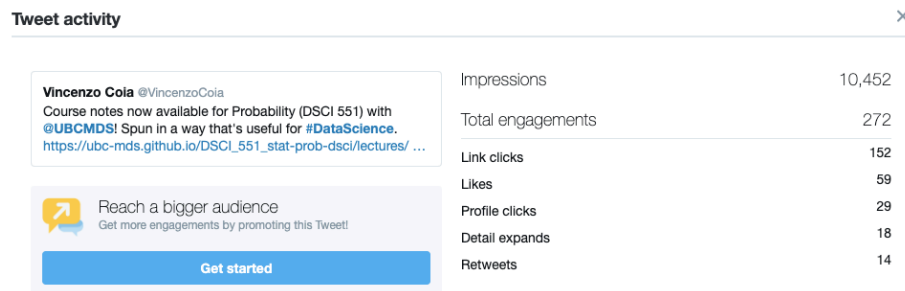 Tweet activity
Vincenzo Coia @VincenzoCoia
Course notes now available for Probability (DSCI 551) with
@UBCMDS! Spun in a way that's useful for #DataScience.
https://ubc-mds.github.io/DSCI_551_stat-prob-dsci/lectures/ ...
Reach a bigger audience
Get more engagements by promoting this Tweet!
Get started
Impressions 10,452
Total engagements 272
Link clicks 152
Likes 59
Profile clicks 29
Detail expands 18
Retweets 14